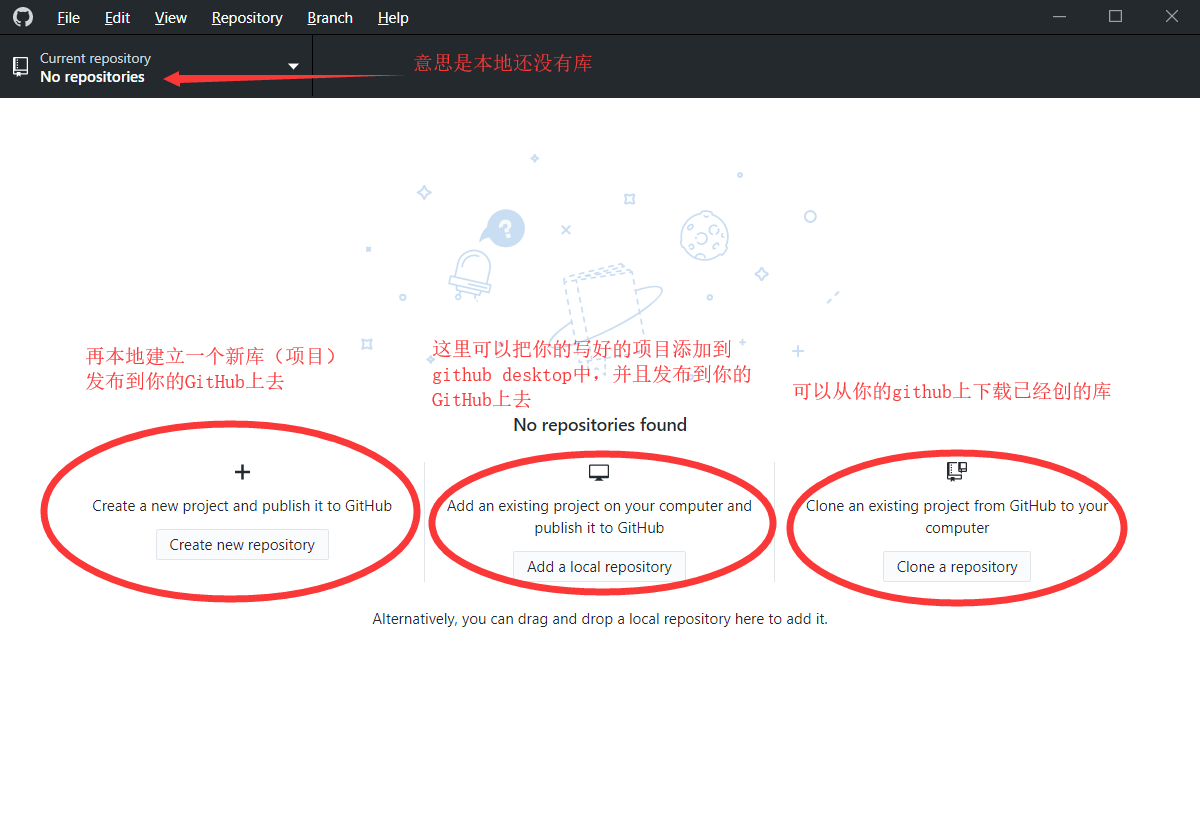 File Edit View Repository Branch Help
Current repository
No repositories
意思是本地还没有库
?
再本地建立一个新库（项目）
发布到你的GitHub上去
这里可以把你的写好的项目添加到
github desktop中，并且发布到你的
GitHub上去
可以从你的github上下载已经创的库
No repositories found
Create a new project and publish it to GitHub
Create new repository
Add an existing project on your computer and
publish it to GitHub
Add a local repository
Clone an existing project from GitHub to your
computer
Clone a repository
Alternatively, you can drag and drop a local repository here to add it.